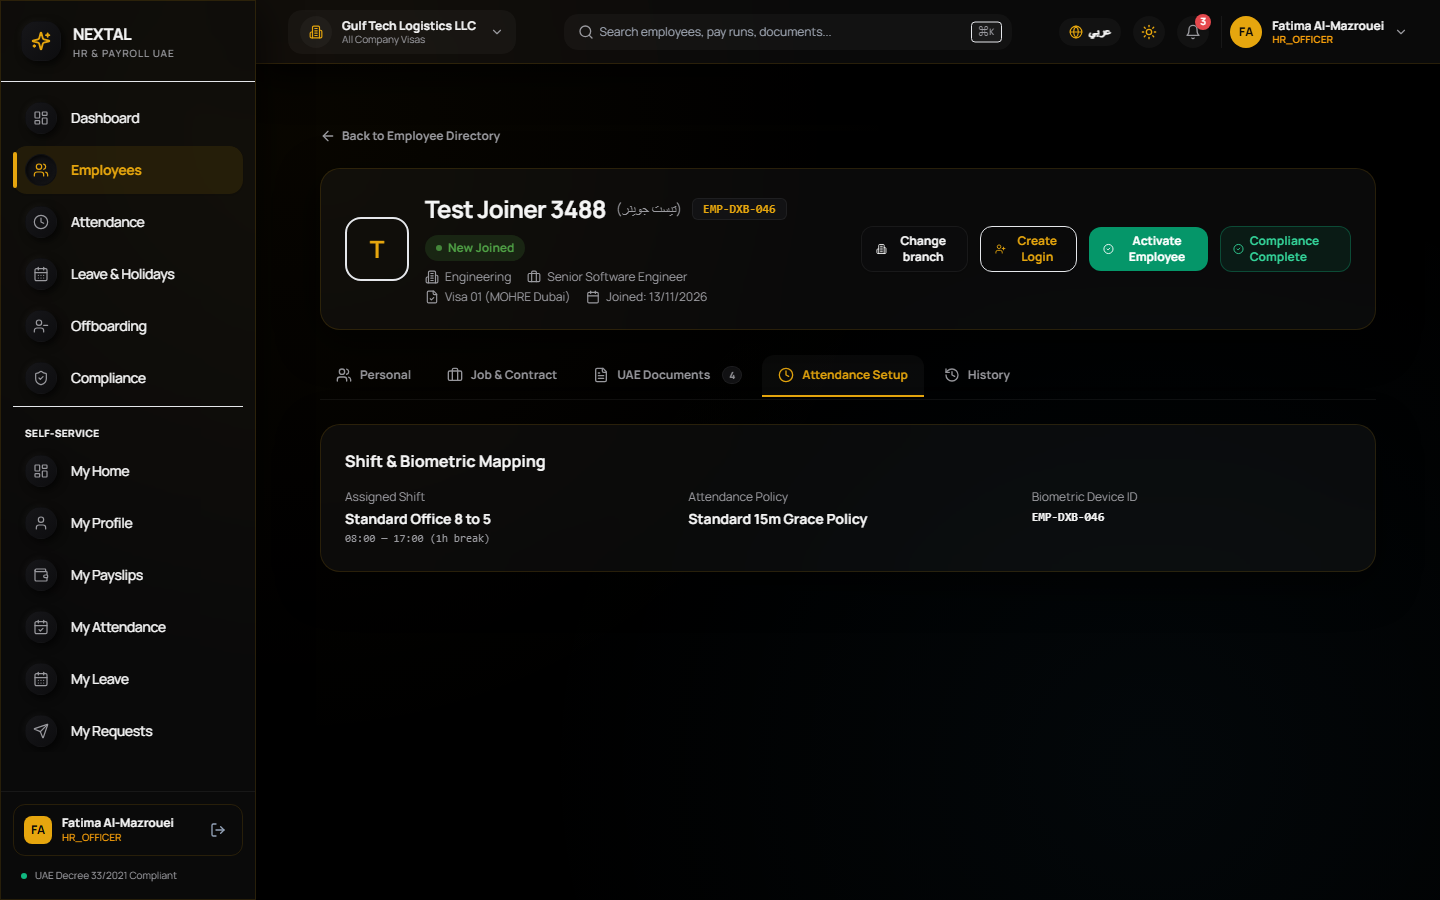 NEXTAL
HR & PAYROLL UAE
Gulf Tech Logistics LLC
All Company Visas
Search employees, pay runs, documents...
⌘K
عربي
3
FA
Fatima Al-Mazrouei
HR_OFFICER
Dashboard
Employees
Attendance
Leave & Holidays
Offboarding
Compliance
SELF-SERVICE
My Home
My Profile
My Payslips
My Attendance
My Leave
My Requests
FA
Fatima Al-Mazrouei
HR_OFFICER
UAE Decree 33/2021 Compliant
Back to Employee Directory
T
Test Joiner 3488 (تيست جوينر) EMP-DXB-046
New Joined
Engineering Senior Software Engineer
Visa 01 (MOHRE Dubai) Joined: 13/11/2026
Change branch
Create Login
Activate Employee
Compliance Complete
Personal Job & Contract UAE Documents 4 Attendance Setup History
Shift & Biometric Mapping
Assigned Shift
Standard Office 8 to 5
08:00 — 17:00 (1h break)
Attendance Policy
Standard 15m Grace Policy
Biometric Device ID
EMP-DXB-046